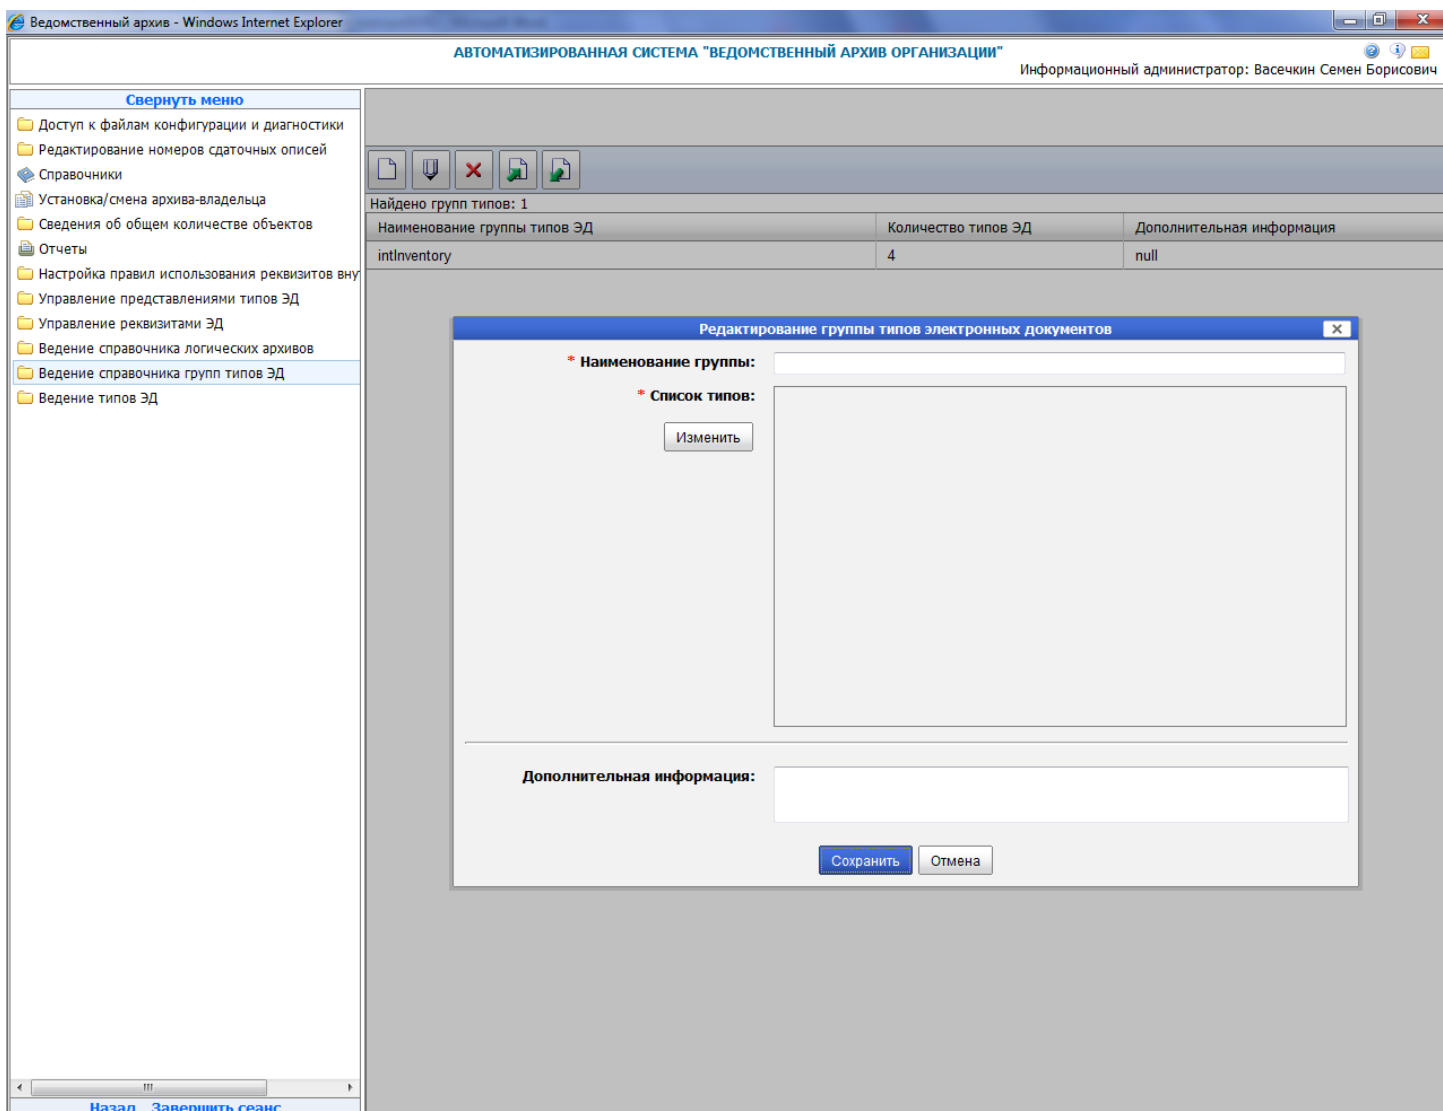 Ведомственный архив - Windows Internet Explorer
АВТОМАТИЗИРОВАННАЯ СИСТЕМА "ВЕДОМСТВЕННЫЙ АРХИВ ОРГАНИЗАЦИИ"
Информационный администратор: Васечкин Семен Борисович
Свернуть меню
Доступ к файлам конфигурации и диагностики
Редактирование номеров сдаточных описей
Справочники
Установка/смена архива-владельца
Сведения об общем количестве объектов
Отчеты
Настройка правил использования реквизитов вну
Управление представлениями типов ЭД
Управление реквизитами ЭД
Ведение справочника логических архивов
Ведение справочника групп типов ЭД
Ведение типов ЭД
Назад Завершить сеанс
Найдено групп типов: 1
Наименование группы типов ЭД Количество типов ЭД Дополнительная информация
intInventory 4 null
Редактирование группы типов электронных документов
* Наименование группы:
* Список типов:
Изменить
Дополнительная информация:
Сохранить Отмена